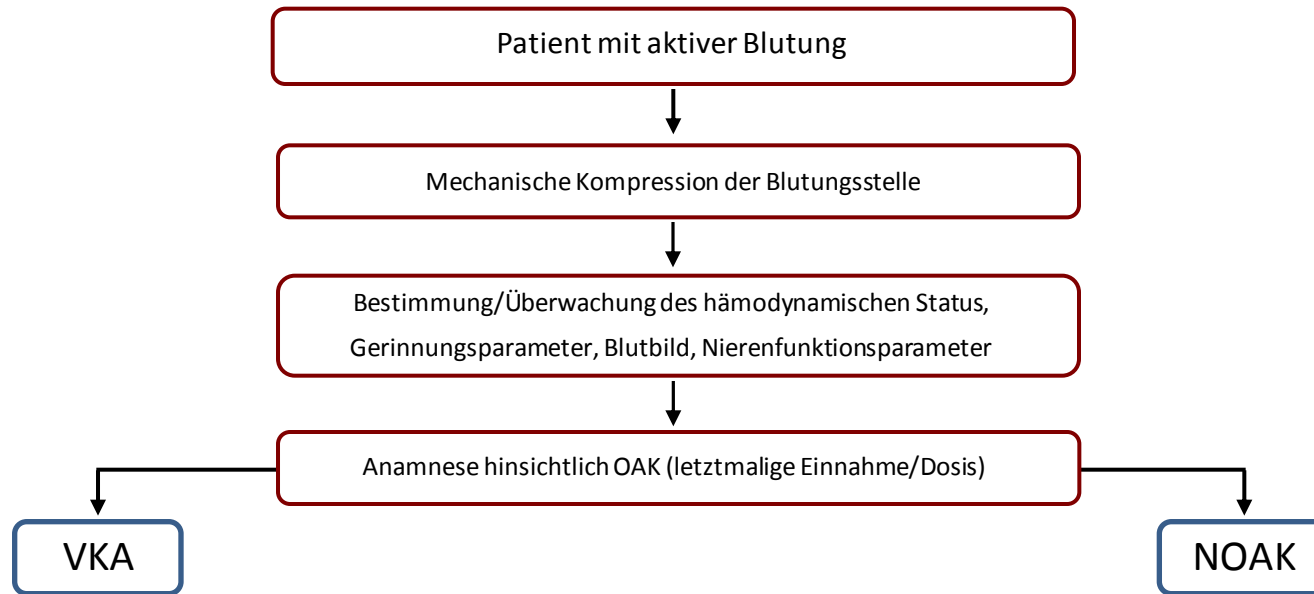 Patient mit aktiver Blutung
Mechanische Kompression der Blutungsstelle
Bestimmung/Überwachung des hämodynamischen Status,
Gerinnungsparameter, Blutbild, Nierenfunktionsparameter
Anamnese hinsichtlich OAK (letztmalige Einnahme/Dosis)
VKA
NOAK